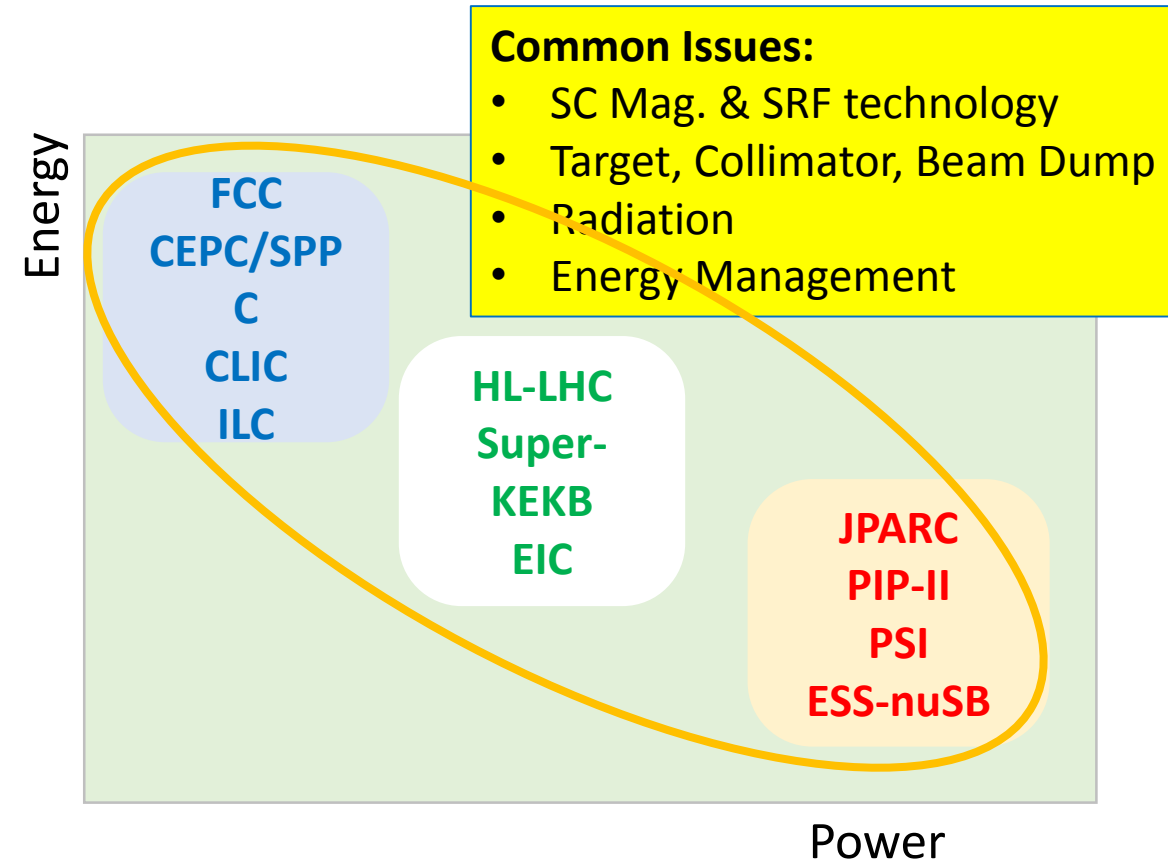 Common Issues:
• SC Mag. & SRF technology
• Target, Collimator, Beam Dump
• Radiation
• Energy Management
Energy
FCC
CEPC/SPP
C
CLIC
ILC
HL-LHC
Super-
KEKB
EIC
JPARC
PIP-II
PSI
ESS-nuSB
Power